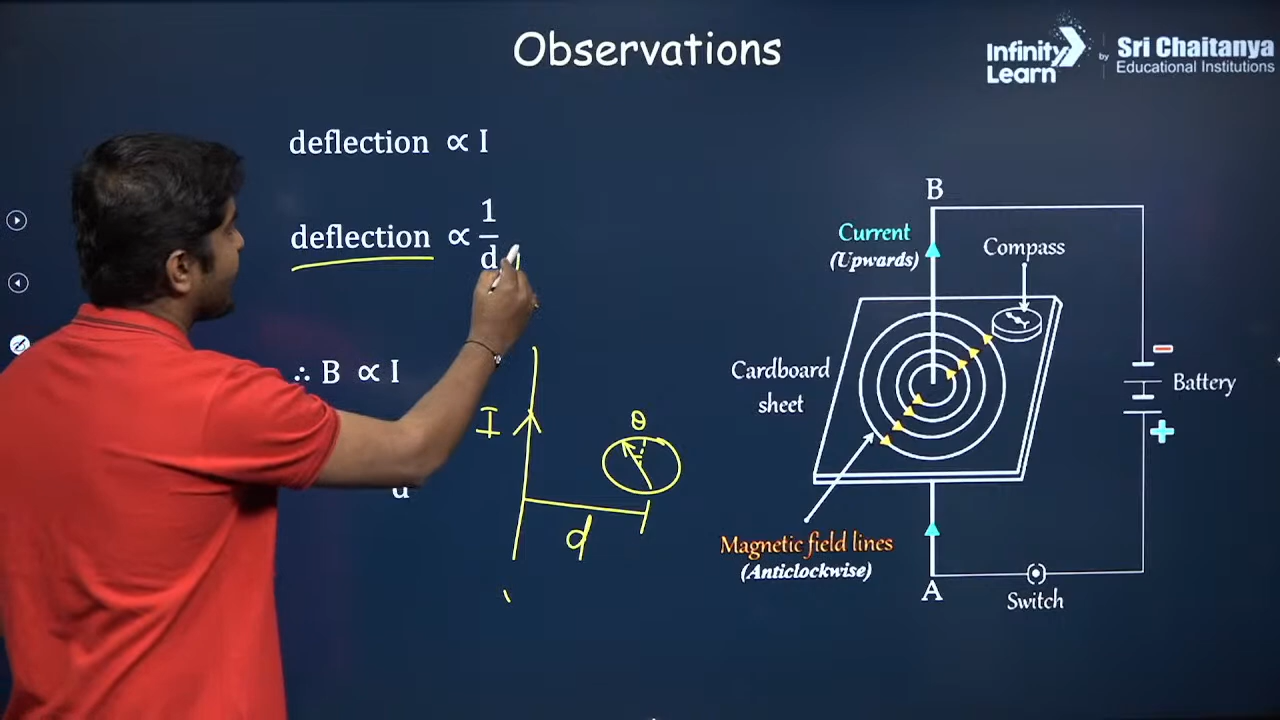 Observations
Infinity Learn by Sri Chaitanya Educational Institutions
deflection ∝ I
deflection ∝ 1/d
∴ B ∝ I
d
I
θ
d
B
Current
(Upwards)
Compass
Cardboard
sheet
Battery
Magnetic field lines
(Anticlockwise)
A
Switch